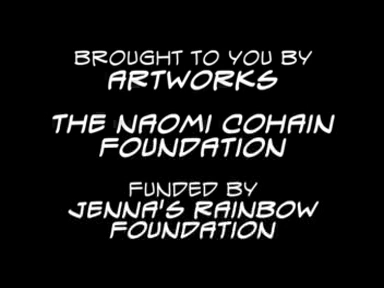 BROUGHT TO YOU BY
ARTWORKS
THE NAOMI COHAIN
FOUNDATION
FUNDED BY
JENNA'S RAINBOW
FOUNDATION